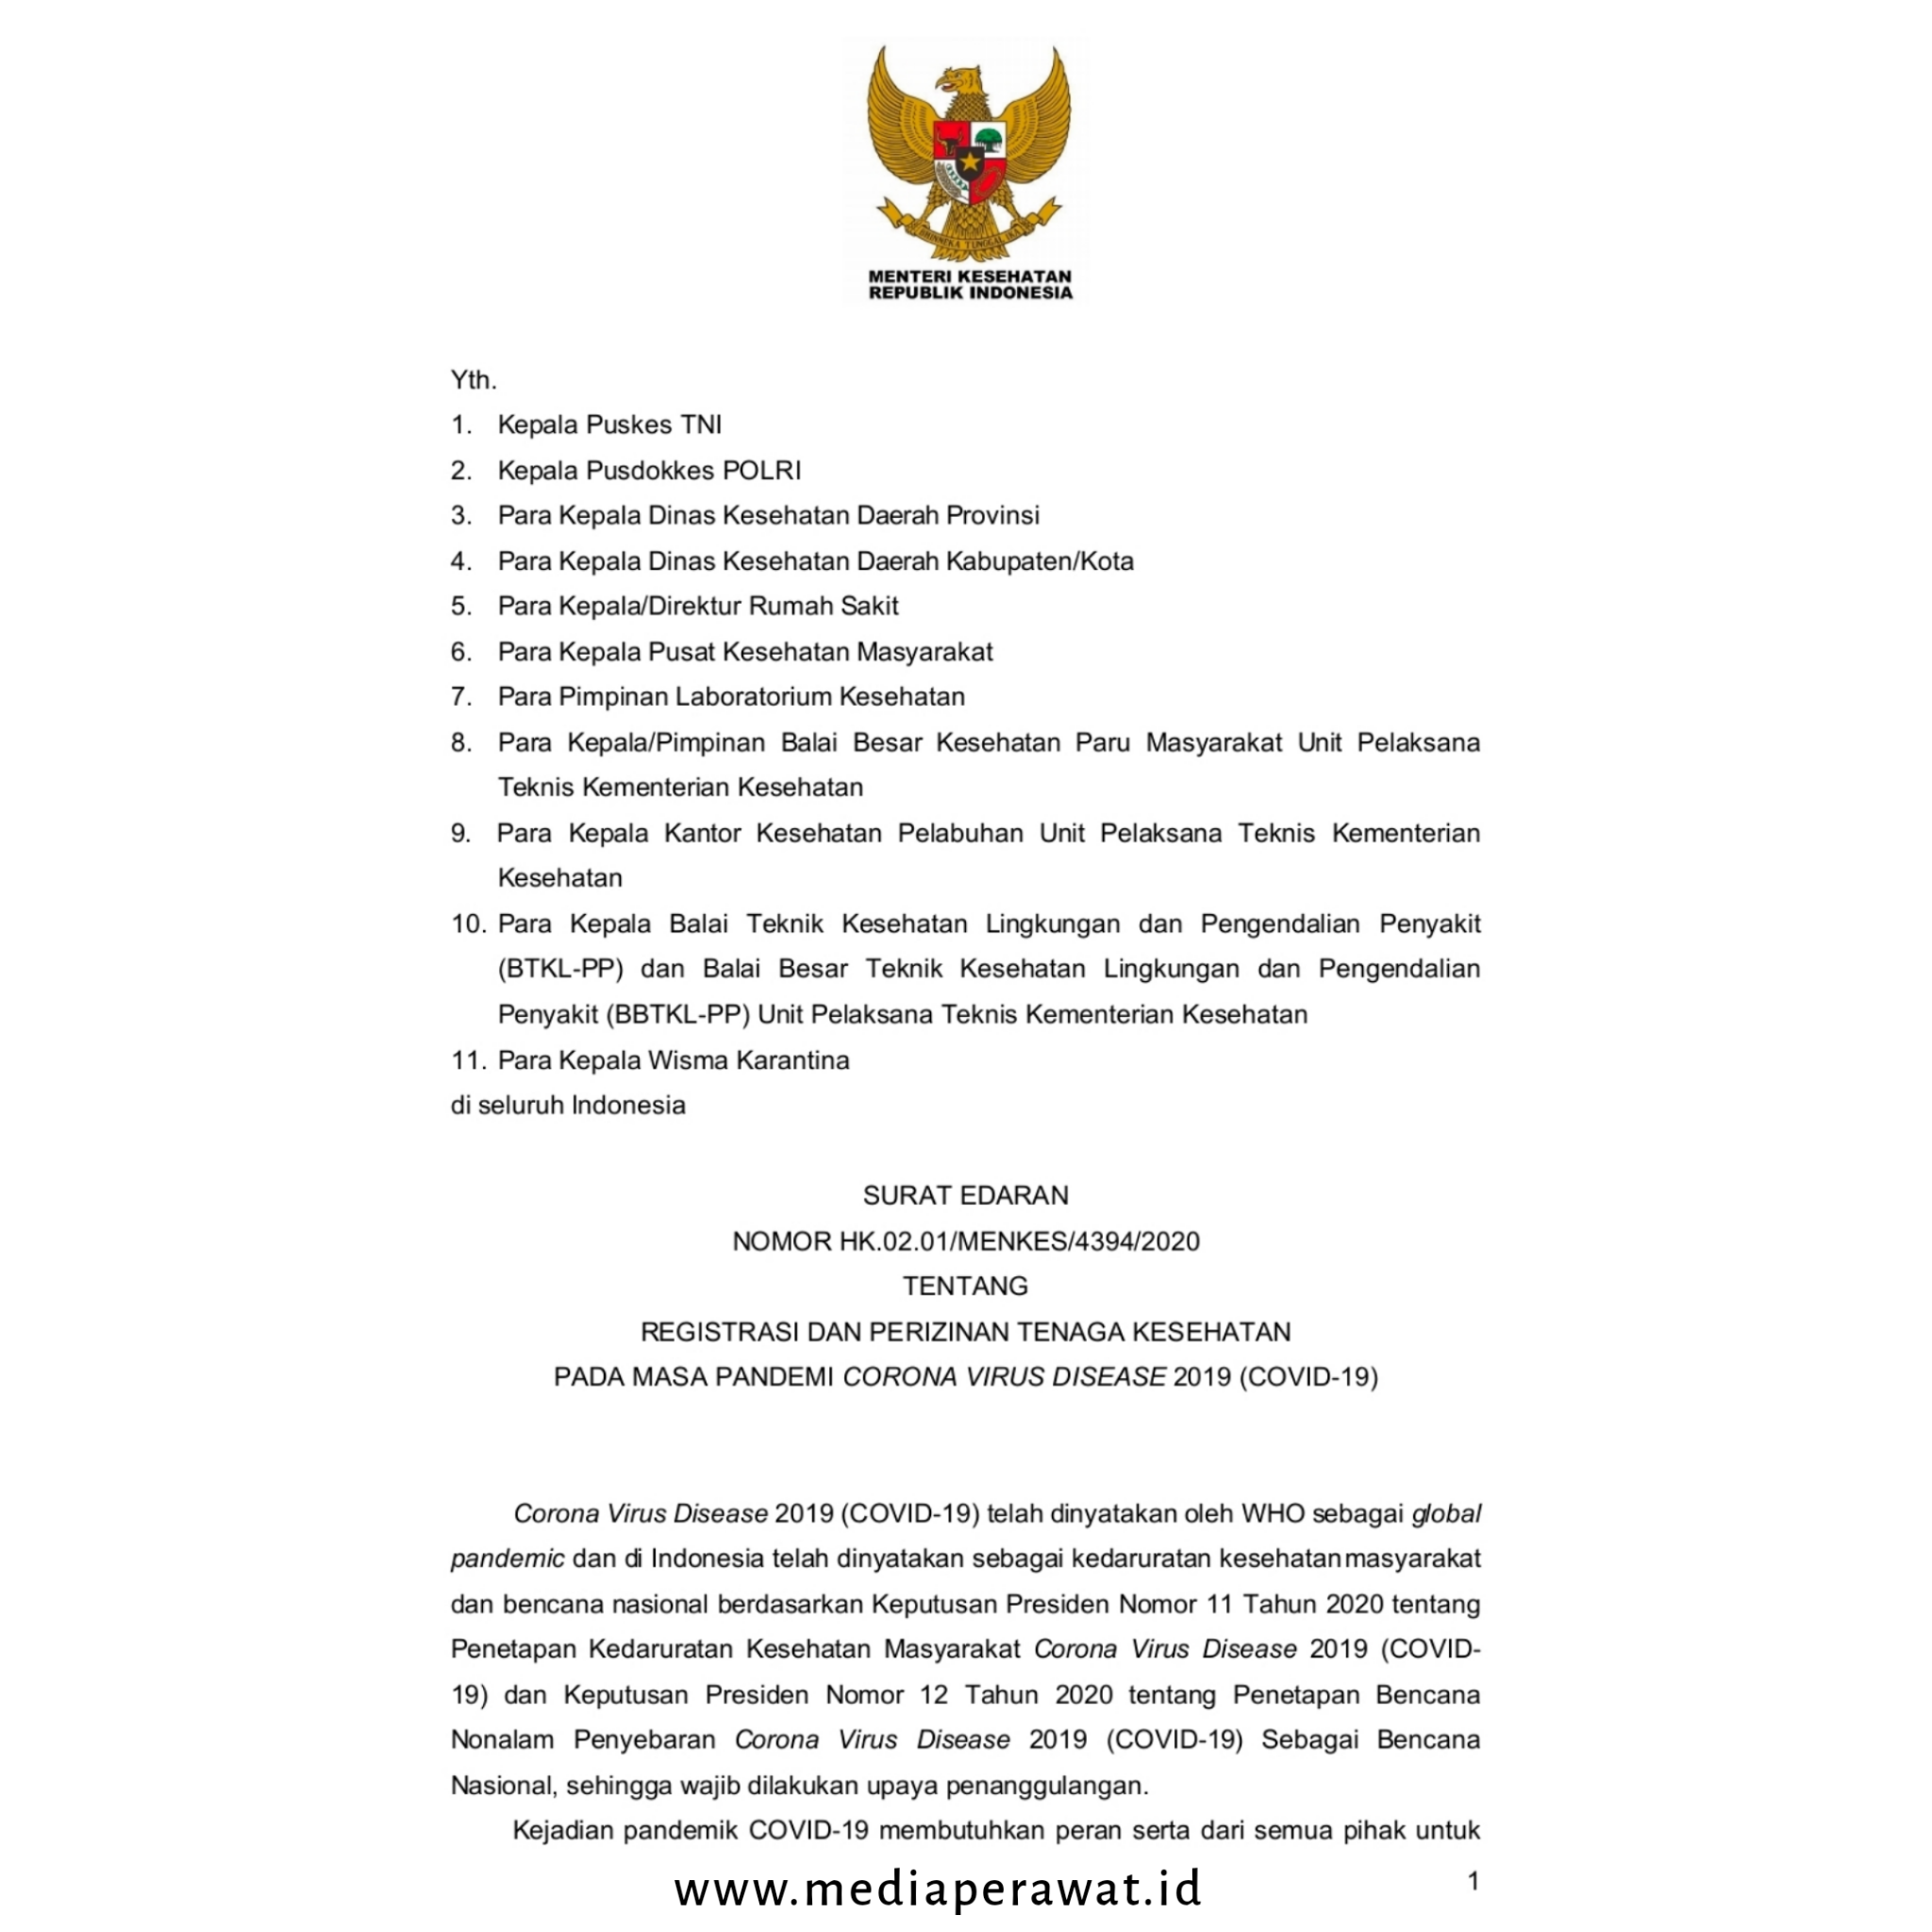 BHINNEKA TUNGGAL IKA
MENTERI KESEHATAN
REPUBLIK INDONESIA
Yth.
1. Kepala Puskes TNI
2. Kepala Pusdokkes POLRI
3. Para Kepala Dinas Kesehatan Daerah Provinsi
4. Para Kepala Dinas Kesehatan Daerah Kabupaten/Kota
5. Para Kepala/Direktur Rumah Sakit
6. Para Kepala Pusat Kesehatan Masyarakat
7. Para Pimpinan Laboratorium Kesehatan
8. Para Kepala/Pimpinan Balai Besar Kesehatan Paru Masyarakat Unit Pelaksana
Teknis Kementerian Kesehatan
9. Para Kepala Kantor Kesehatan Pelabuhan Unit Pelaksana Teknis Kementerian
Kesehatan
10. Para Kepala Balai Teknik Kesehatan Lingkungan dan Pengendalian Penyakit
(BTKL-PP) dan Balai Besar Teknik Kesehatan Lingkungan dan Pengendalian
Penyakit (BBTKL-PP) Unit Pelaksana Teknis Kementerian Kesehatan
11. Para Kepala Wisma Karantina
di seluruh Indonesia
SURAT EDARAN
NOMOR HK.02.01/MENKES/4394/2020
TENTANG
REGISTRASI DAN PERIZINAN TENAGA KESEHATAN
PADA MASA PANDEMI CORONA VIRUS DISEASE 2019 (COVID-19)
Corona Virus Disease 2019 (COVID-19) telah dinyatakan oleh WHO sebagai global
pandemic dan di Indonesia telah dinyatakan sebagai kedaruratan kesehatan masyarakat
dan bencana nasional berdasarkan Keputusan Presiden Nomor 11 Tahun 2020 tentang
Penetapan Kedaruratan Kesehatan Masyarakat Corona Virus Disease 2019 (COVID-
19) dan Keputusan Presiden Nomor 12 Tahun 2020 tentang Penetapan Bencana
Nonalam Penyebaran Corona Virus Disease 2019 (COVID-19) Sebagai Bencana
Nasional, sehingga wajib dilakukan upaya penanggulangan.
Kejadian pandemik COVID-19 membutuhkan peran serta dari semua pihak untuk
www.mediaperawat.id
1